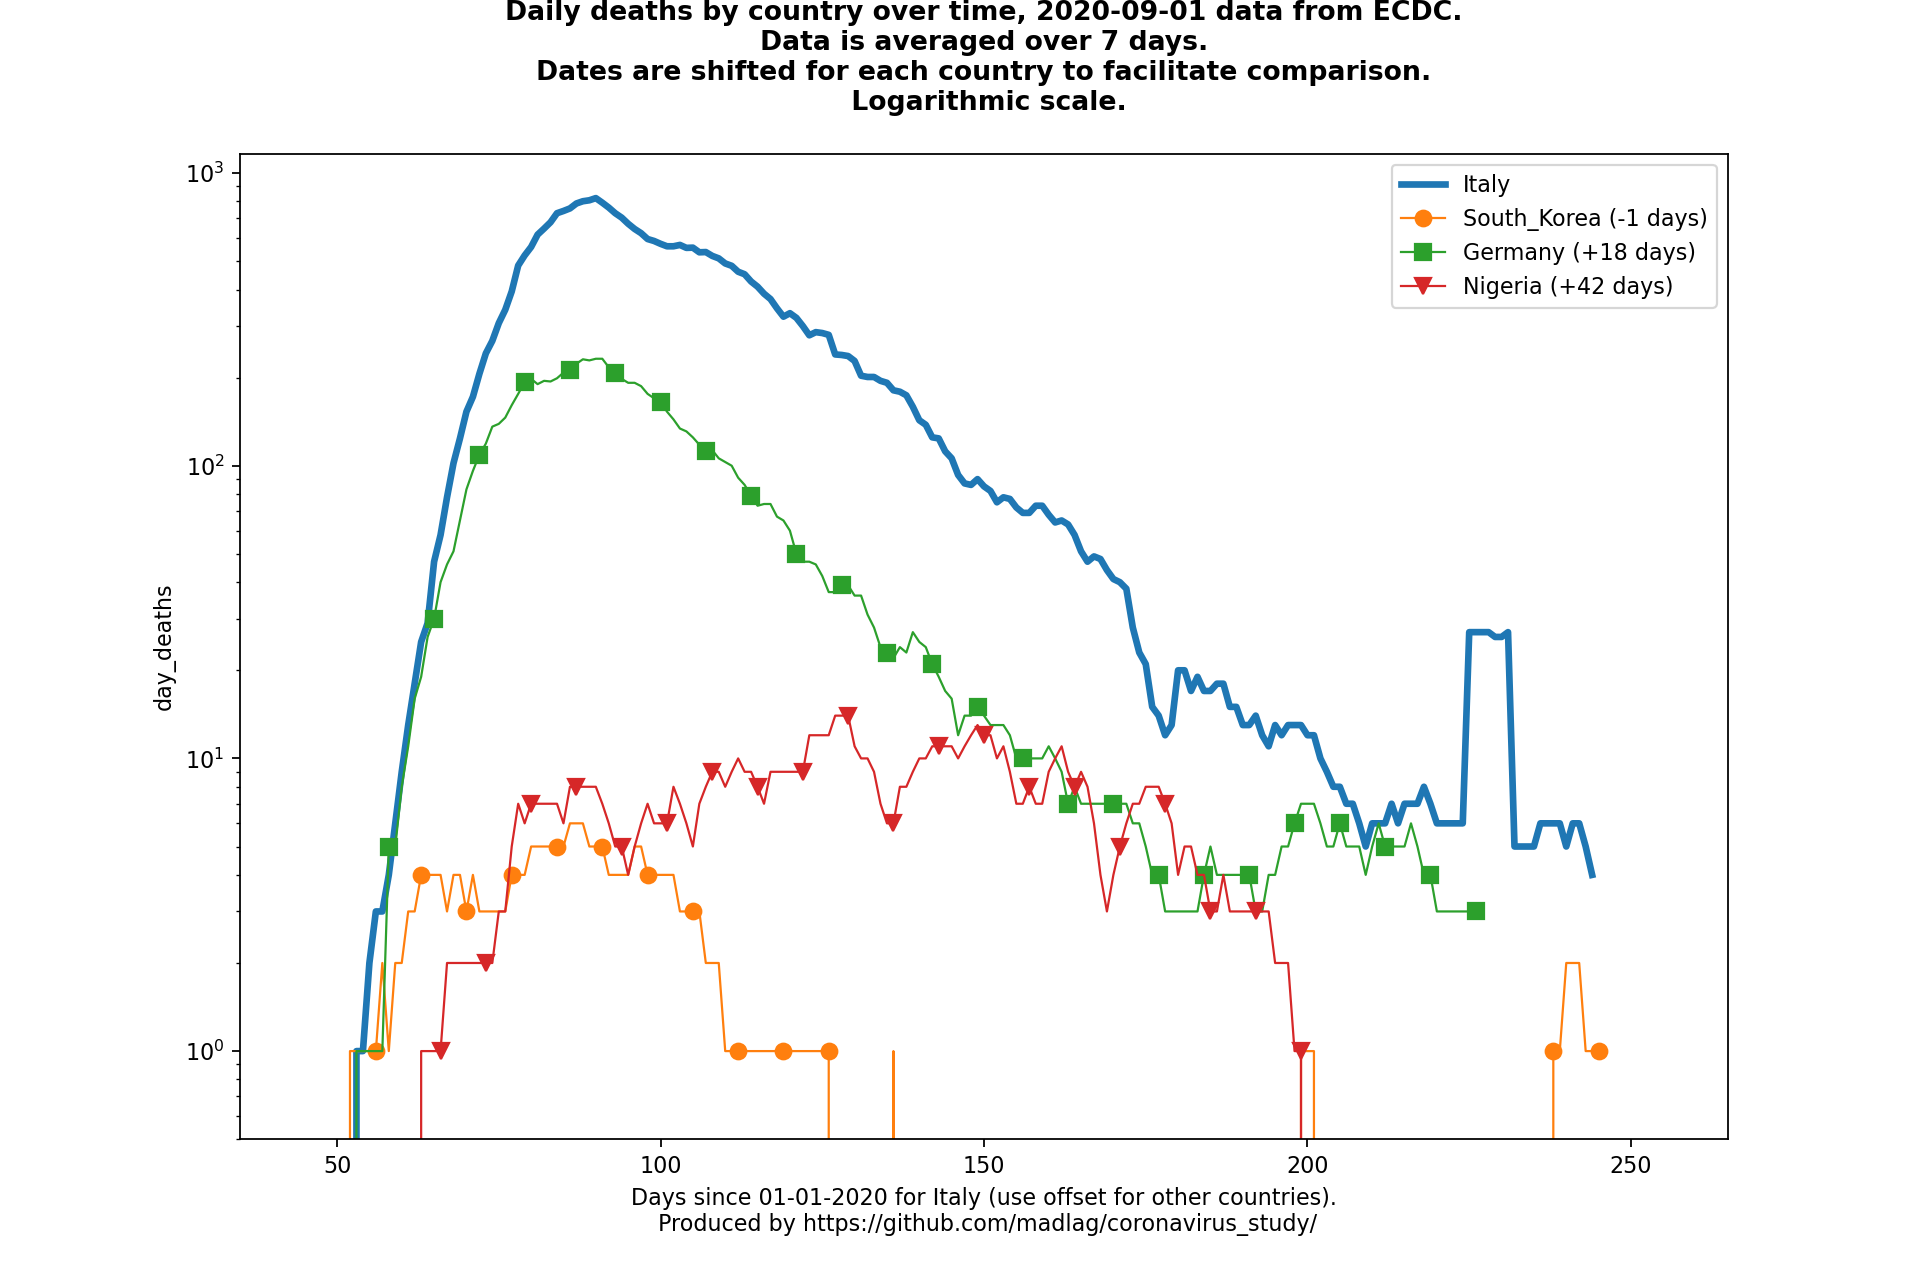 Daily deaths by country over time, 2020-09-01 data from ECDC.
Data is averaged over 7 days.
Dates are shifted for each country to facilitate comparison.
Logarithmic scale.
10³
10²
10¹
10⁰
day_deaths
Italy
South_Korea (-1 days)
Germany (+18 days)
Nigeria (+42 days)
50 100 150 200 250
Days since 01-01-2020 for Italy (use offset for other countries).
Produced by https://github.com/madlag/coronavirus_study/